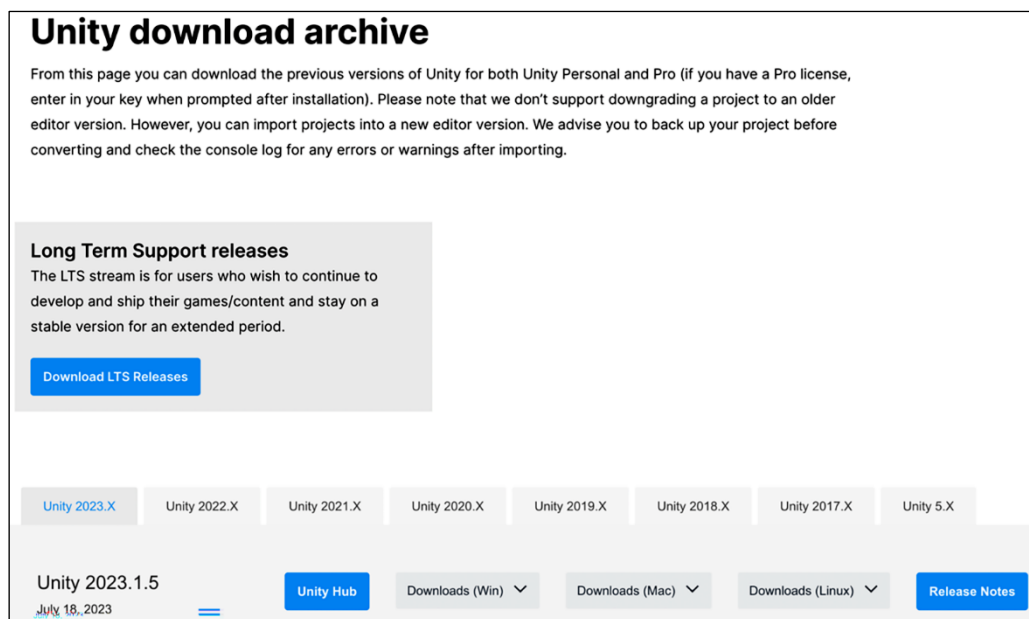 Unity download archive
From this page you can download the previous versions of Unity for both Unity Personal and Pro (if you have a Pro license,
enter in your key when prompted after installation). Please note that we don’t support downgrading a project to an older
editor version. However, you can import projects into a new editor version. We advise you to back up your project before
converting and check the console log for any errors or warnings after importing.
Long Term Support releases
The LTS stream is for users who wish to continue to
develop and ship their games/content and stay on a
stable version for an extended period.
Download LTS Releases
Unity 2023.X Unity 2022.X Unity 2021.X Unity 2020.X Unity 2019.X Unity 2018.X Unity 2017.X Unity 5.X
Unity 2023.1.5 Unity Hub Downloads (Win) Downloads (Mac) Downloads (Linux) Release Notes
July 18, 2023